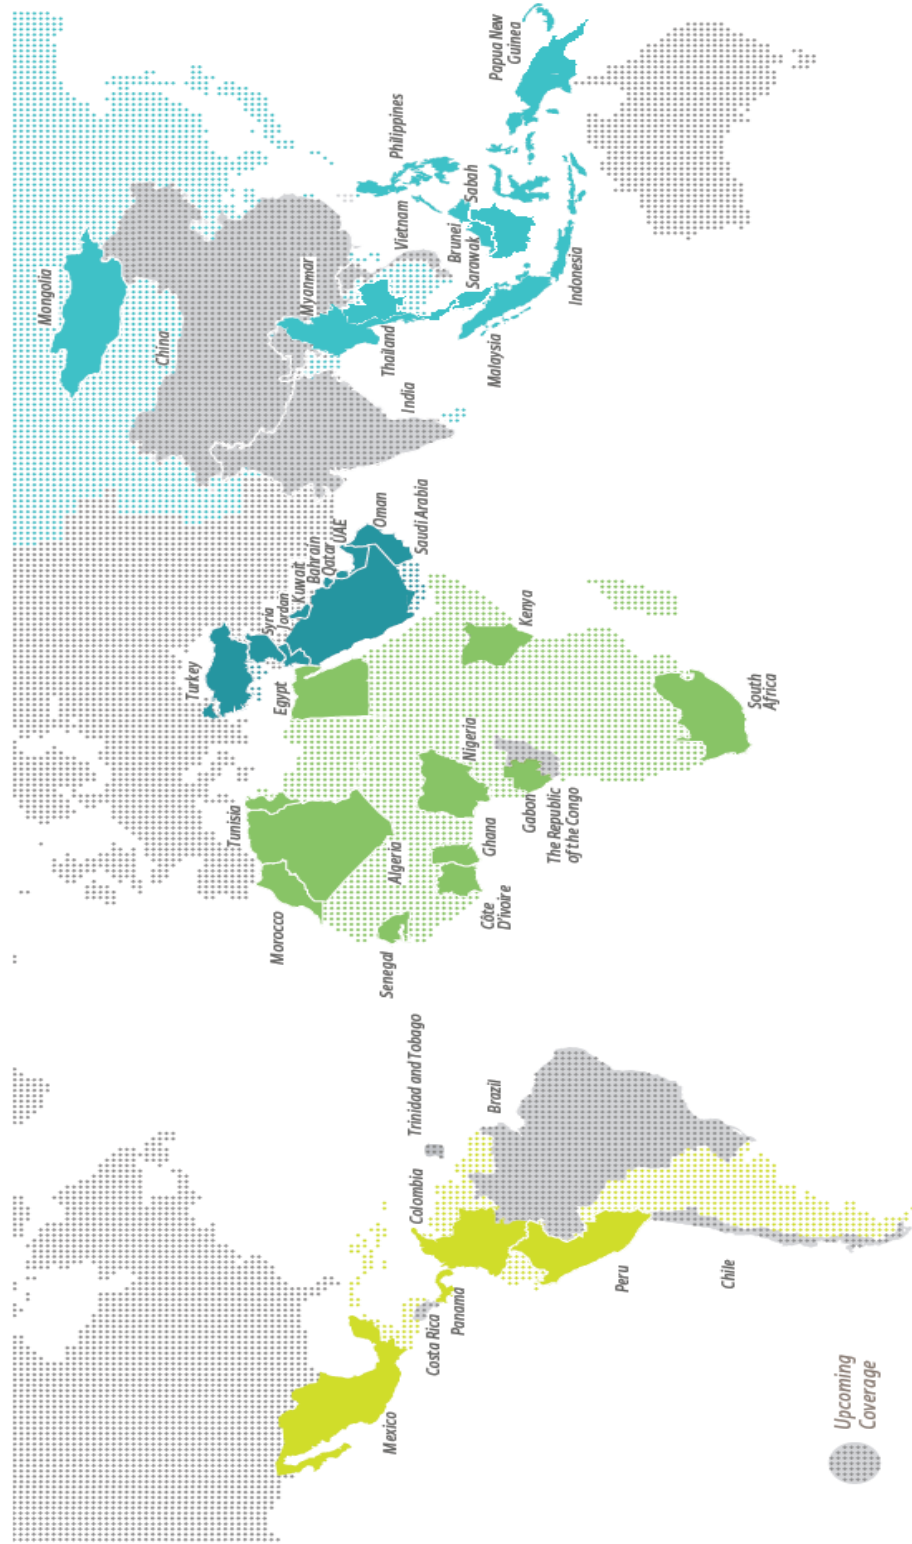 Mexico
Costa Rica
Panama
Colombia
Trinidad and Tobago
Brazil
Peru
Chile
Upcoming
Coverage
Morocco
Tunisia
Algeria
Senegal
Côte
D'ivoire
Ghana
Nigeria
Gabon
The Republic
of the Congo
Egypt
Kenya
South
Africa
Turkey
Syria
Jordan
Kuwait
Bahrain
Qatar
UAE
Oman
Saudi Arabia
Mongolia
China
India
Myanmar
Thailand
Vietnam
Malaysia
Brunei
Sarawak
Sabah
Philippines
Indonesia
Papua New
Guinea